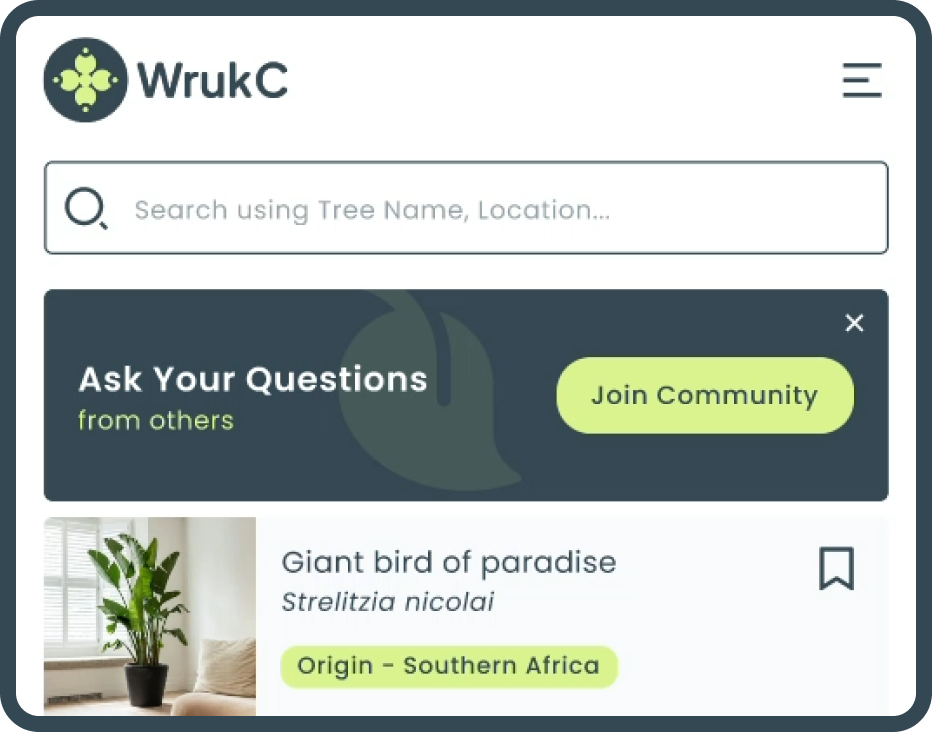 WrukC
Search using Tree Name, Location...
Ask Your Questions
from others
Join Community
Giant bird of paradise
Strelitzia nicolai
Origin - Southern Africa